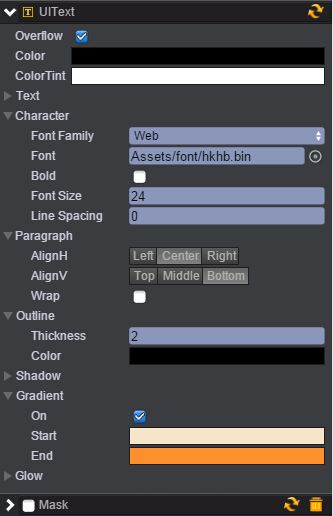 UIText
Overflow
Color
ColorTint
Text
Character
Font Family Web
Font Assets/font/hkhb.bin
Bold
Font Size 24
Line Spacing 0
Paragraph
AlignH Left Center Right
AlignV Top Middle Bottom
Wrap
Outline
Thickness 2
Color
Shadow
Gradient
On
Start
End
Glow
Mask